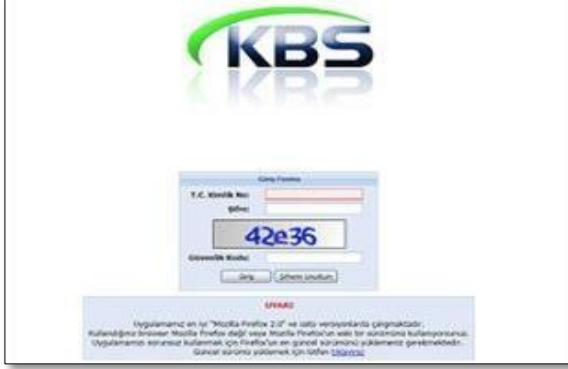 KBS
Giriş Formu
T.C. Kimlik No:
Şifre:
42e36
Güvenlik Kodu:
Giriş Şifremi Unuttum
UYARI!
Uygulamamız en iyi "Mozilla Firefox 2.0" ve üstü versiyonlarda çalışmaktadır.
Kullandığınız browser Mozilla Firefox değil veya Mozilla Firefox'un eski bir sürümünü kullanıyorsunuz.
Uygulamamızı sorunsuz kullanmak için Firefox'un en güncel sürümünü yüklemeniz gerekmektedir.
Güncel sürümü yüklemek için lütfen tıklayınız